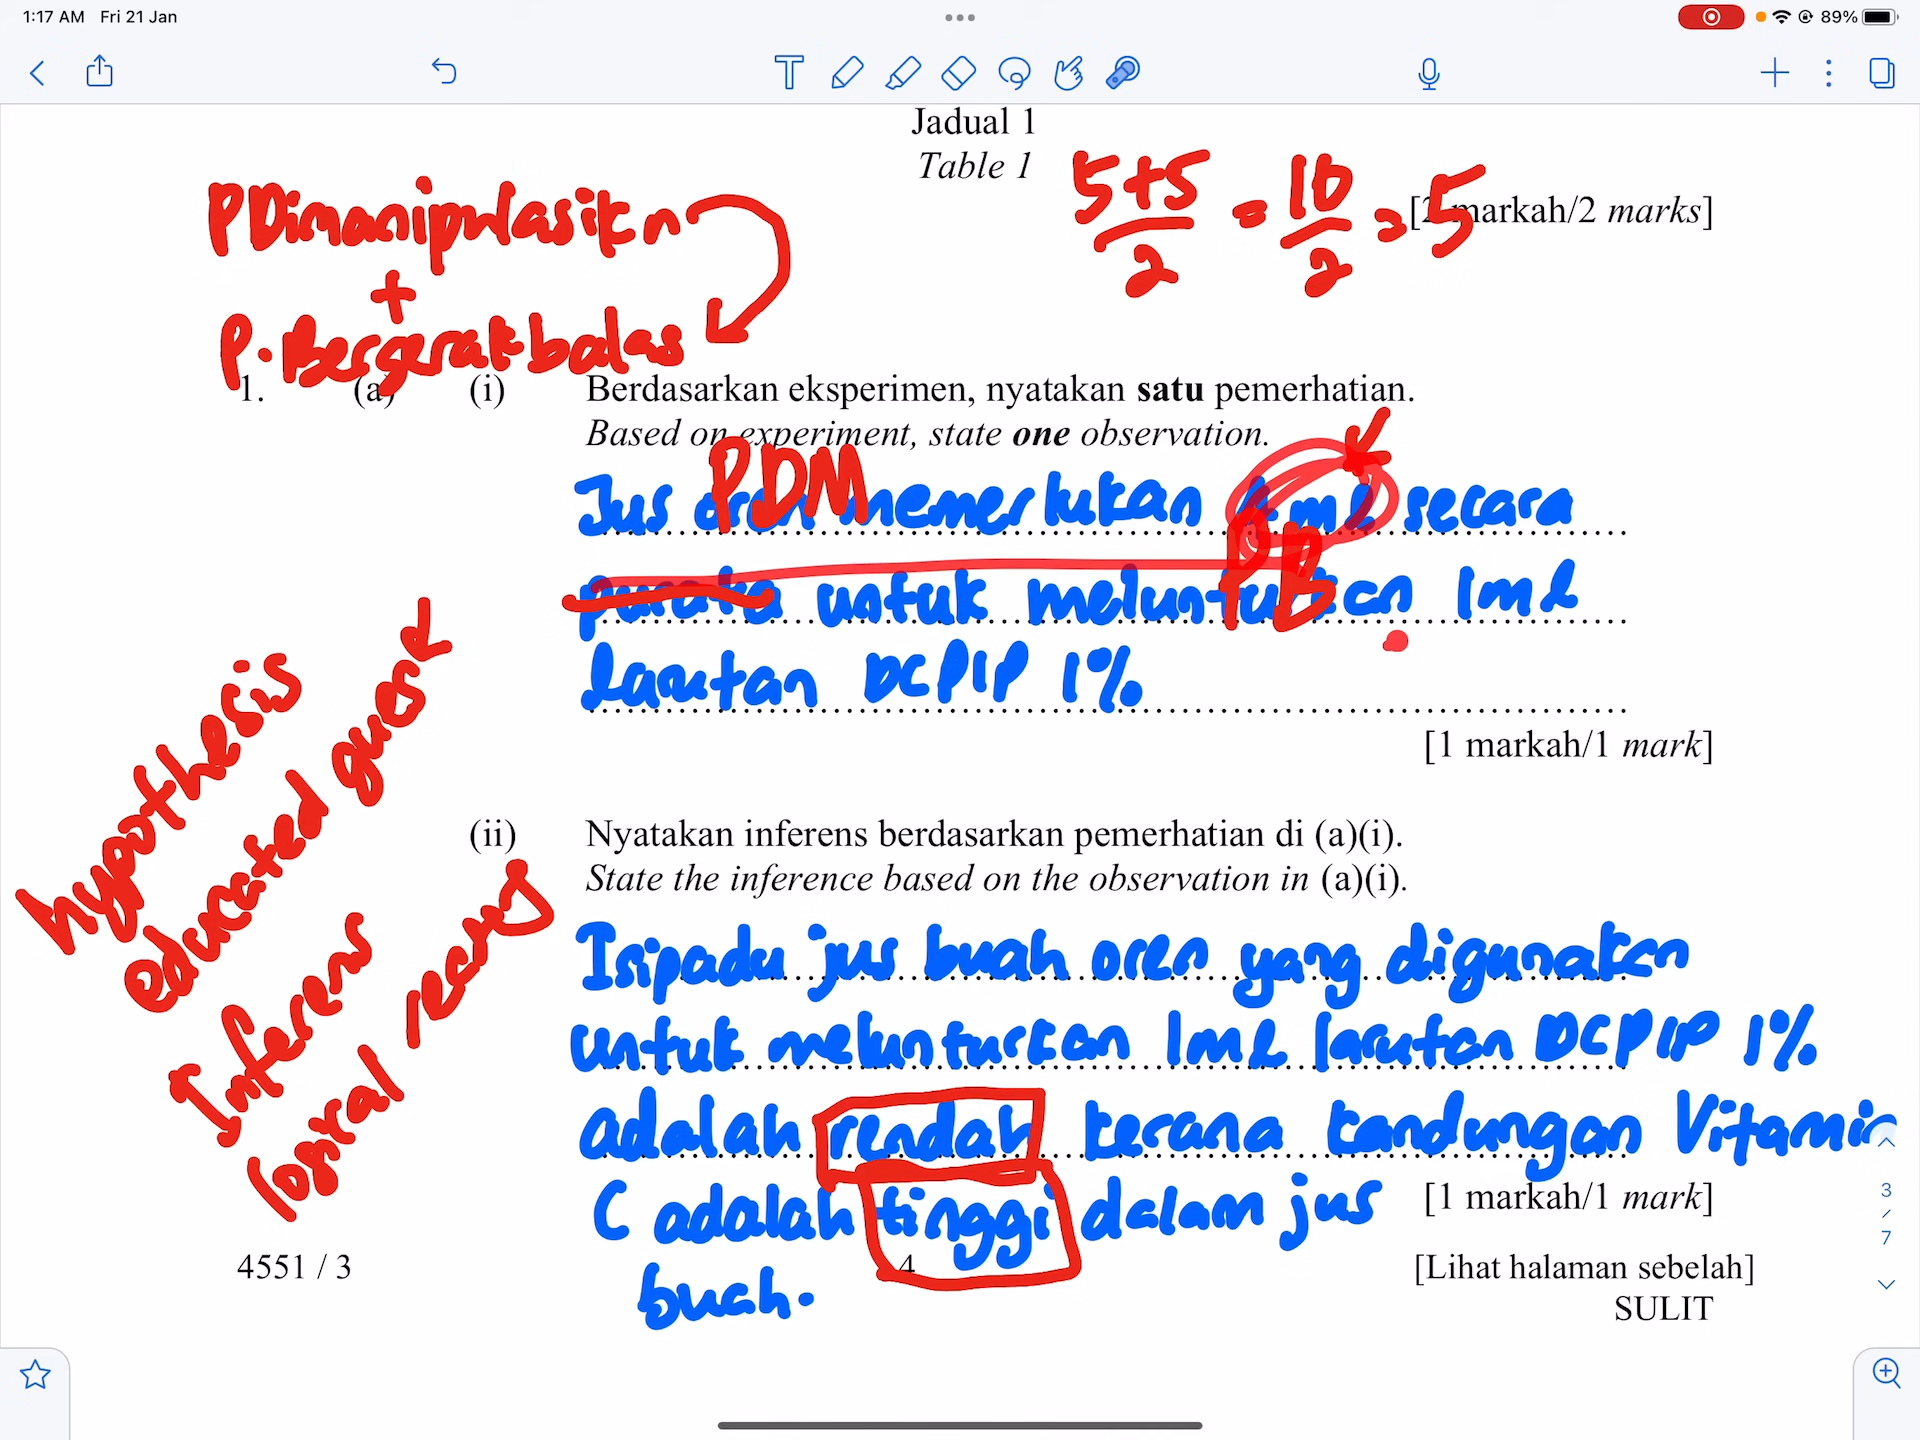 1:17 AM Fri 21 Jan
89%
Jadual 1
Table 1
5+5/2 = 10/2 = 5
[2 markah/2 marks]
PDimanipulasikn
+
P. Bergerakbalas
1. (a) (i) Berdasarkan eksperimen, nyatakan satu pemerhatian.
Based on experiment, state one observation.
PDM
Jus oren memerlukan 4ml secara
PB
purata untuk melunturkan 1ml
larutan DCPIP 1%
[1 markah/1 mark]
hypothesis
educated gues
Inferens
logical
(ii) Nyatakan inferens berdasarkan pemerhatian di (a)(i).
State the inference based on the observation in (a)(i).
Isipadu jus buah oren yang digunakan
untuk melunturkan 1ml larutan DCPIP 1%
adalah rendah kerana kandungan Vitamin
C adalah tinggi dalam jus
[1 markah/1 mark]
buah.
4551 / 3
4
[Lihat halaman sebelah]
SULIT
3
/
7